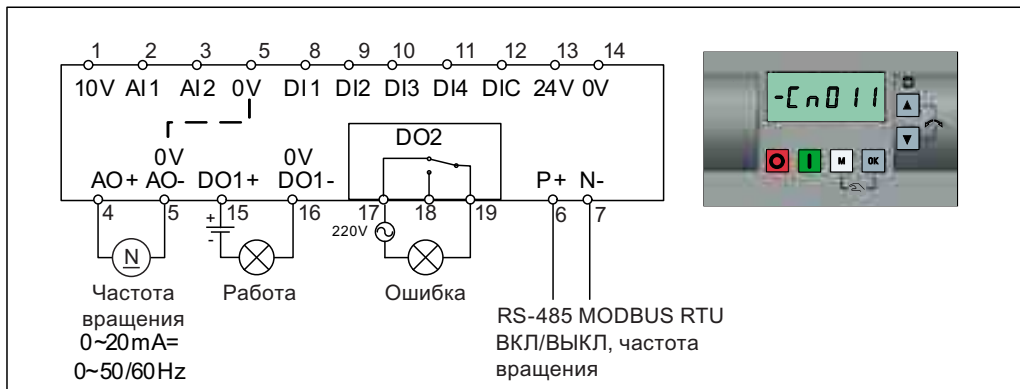 1 2 3 5 8 9 10 11 12 13 14
10V AI1 AI2 0V DI1 DI2 DI3 DI4 DIC 24V 0V
-Cn011
DO2
0V 0V
AO+ AO- DO1+ DO1- P+ N-
4 5 15 16 17 18 19 6 7
+
-
220V
N
M OK
Частота
вращения
0~20mA=
0~50/60Hz
Работа
Ошибка
RS-485 MODBUS RTU
ВКЛ/ВЫКЛ, частота
вращения